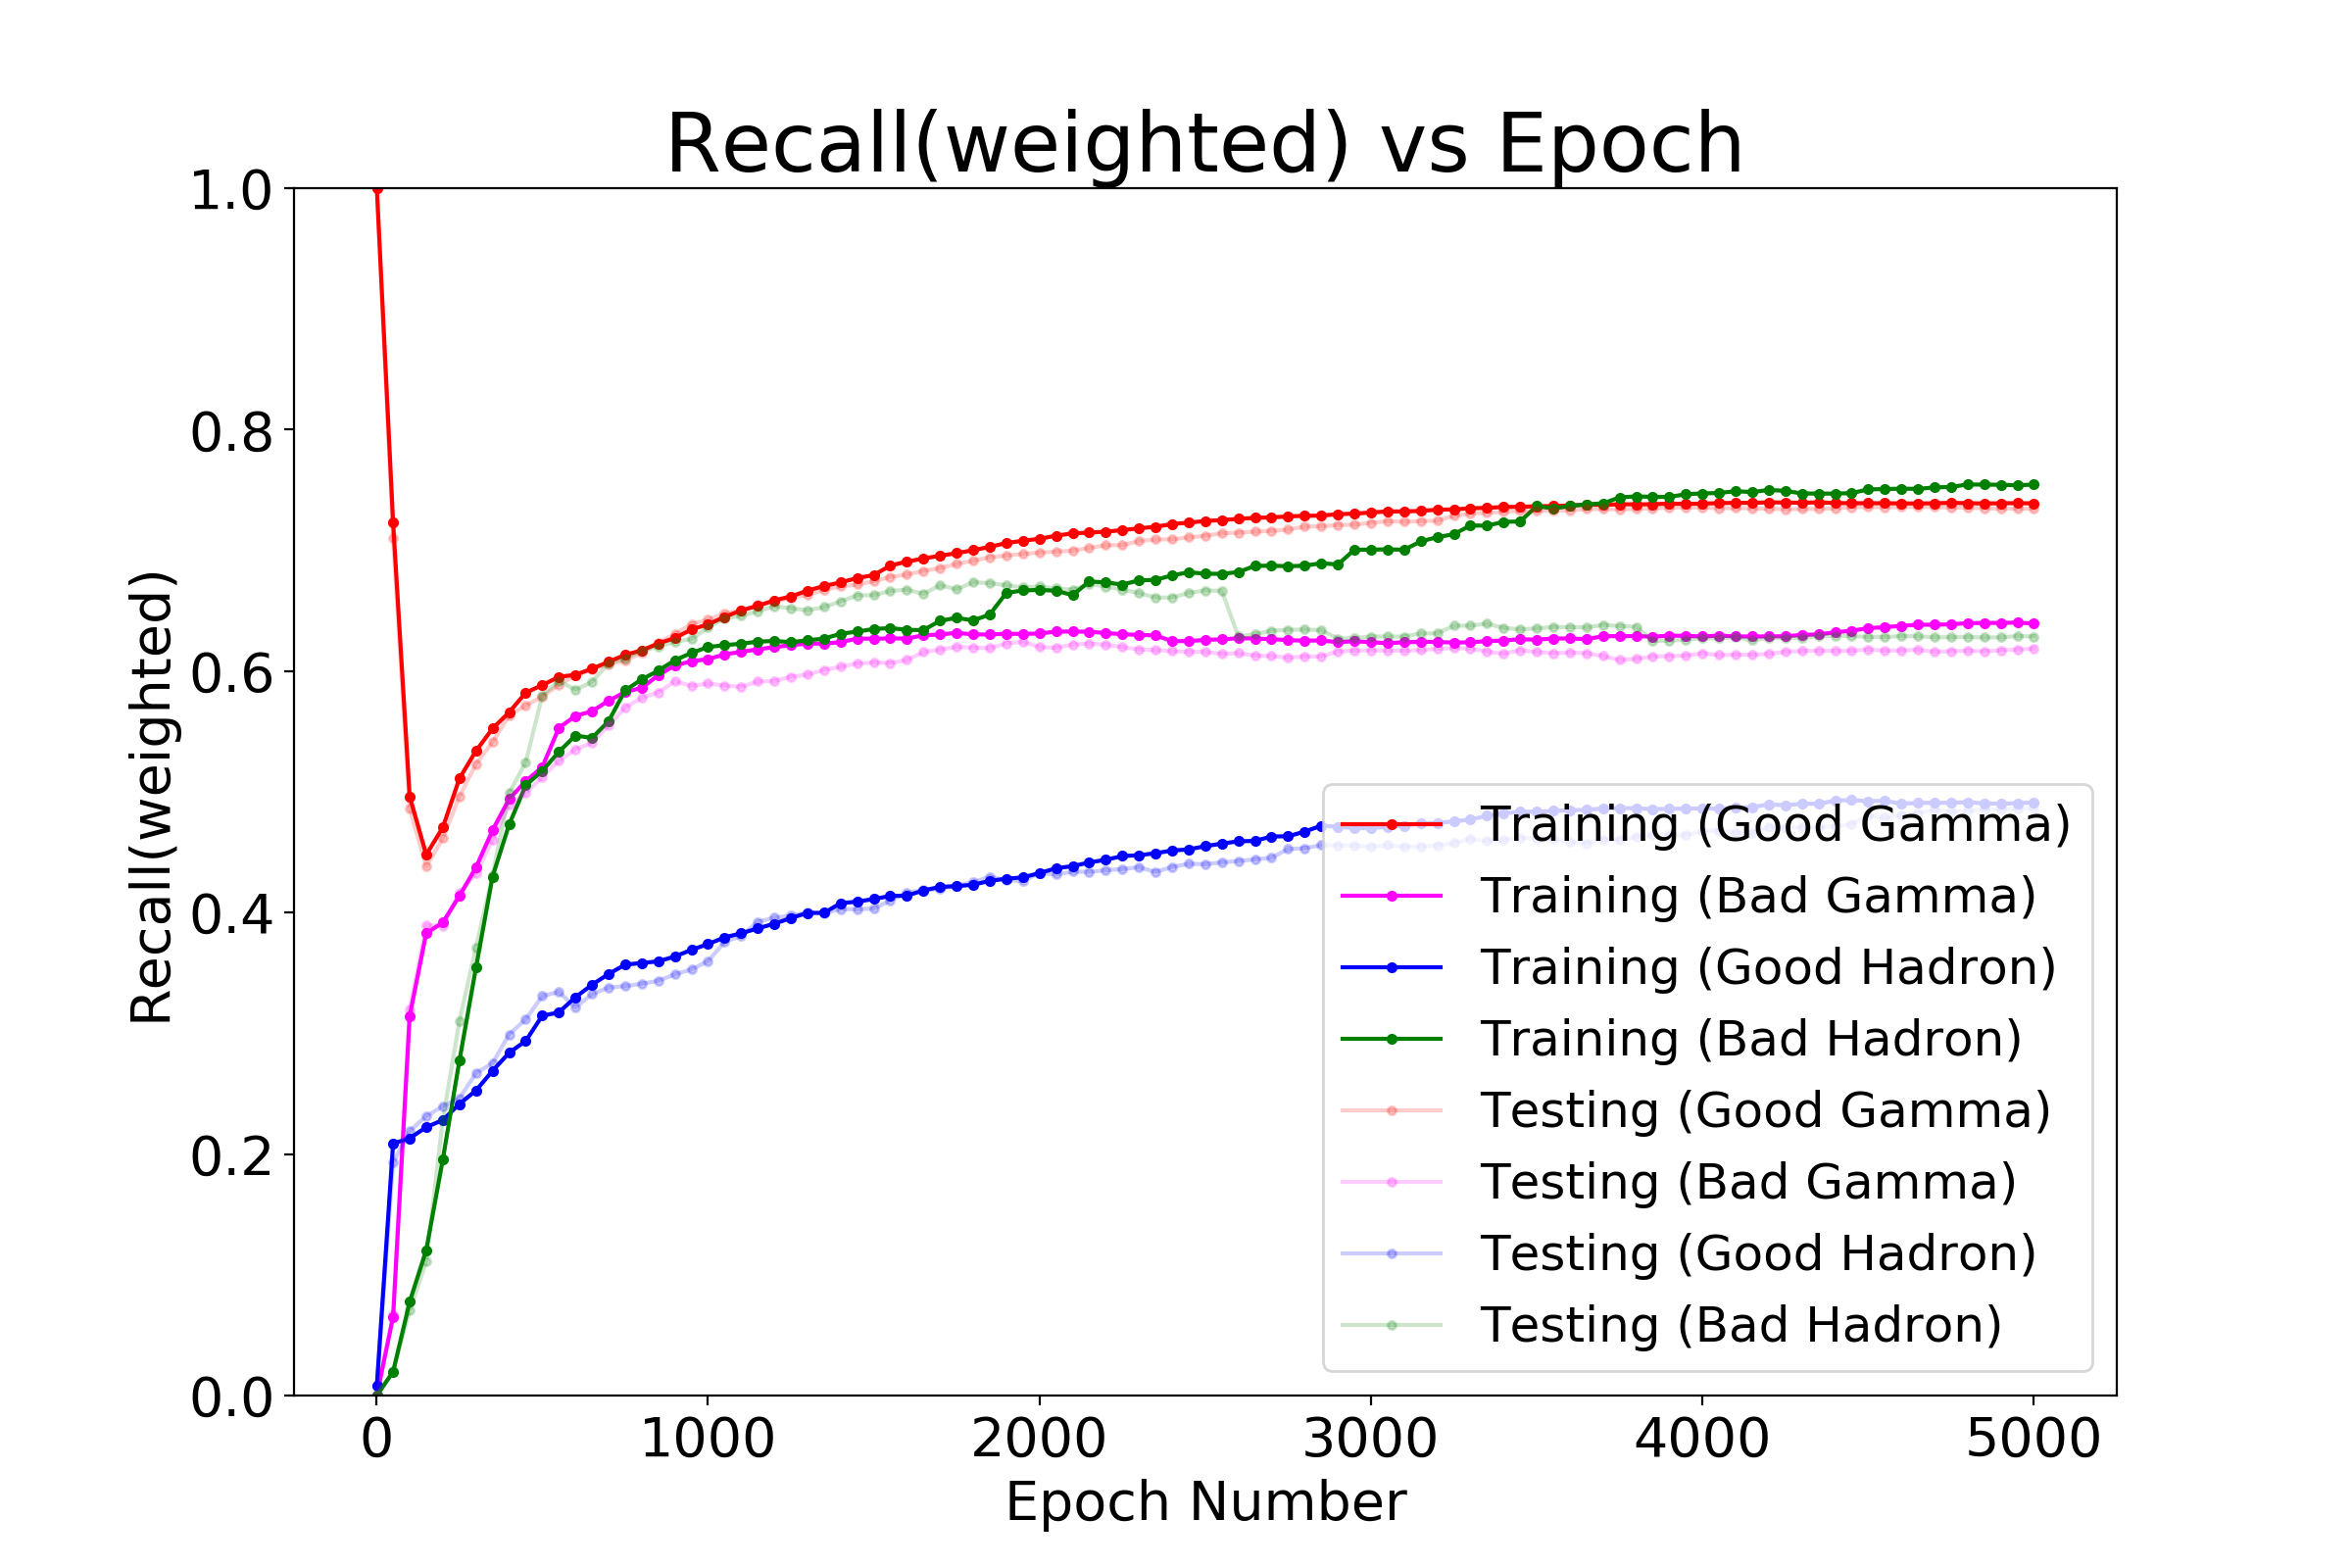 Recall(weighted) vs Epoch
Recall(weighted)
1.0
0.8
0.6
0.4
0.2
0.0
Training (Good Gamma)
Training (Bad Gamma)
Training (Good Hadron)
Training (Bad Hadron)
Testing (Good Gamma)
Testing (Bad Gamma)
Testing (Good Hadron)
Testing (Bad Hadron)
0 1000 2000 3000 4000 5000
Epoch Number